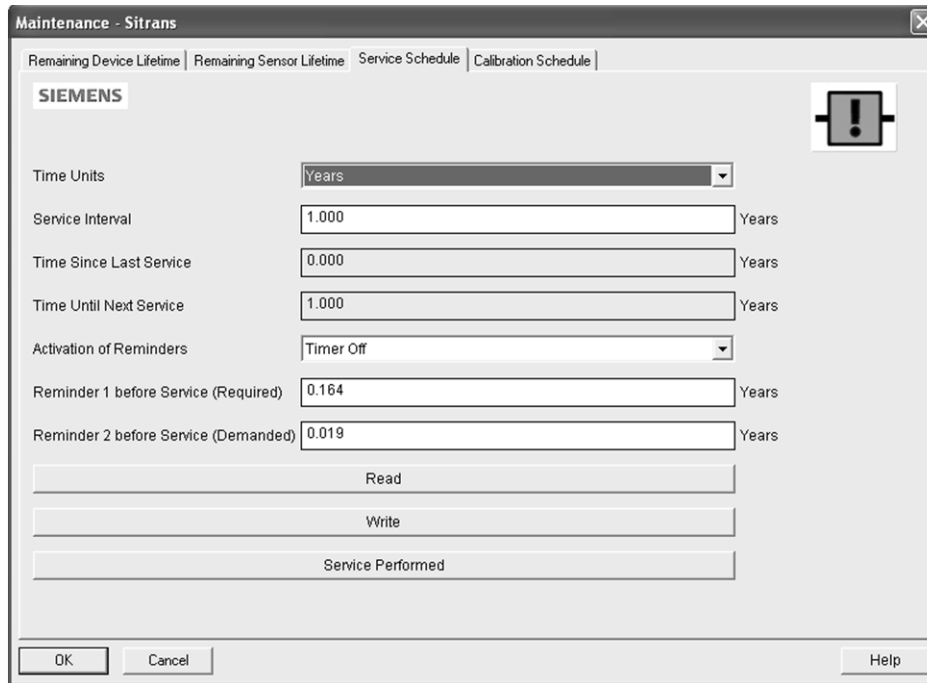 Maintenance - Sitrans
Remaining Device Lifetime Remaining Sensor Lifetime Service Schedule Calibration Schedule
SIEMENS
Time Units Years
Service Interval 1.000 Years
Time Since Last Service 0.000 Years
Time Until Next Service 1.000 Years
Activation of Reminders Timer Off
Reminder 1 before Service (Required) 0.164 Years
Reminder 2 before Service (Demanded) 0.019 Years
Read
Write
Service Performed
OK Cancel Help